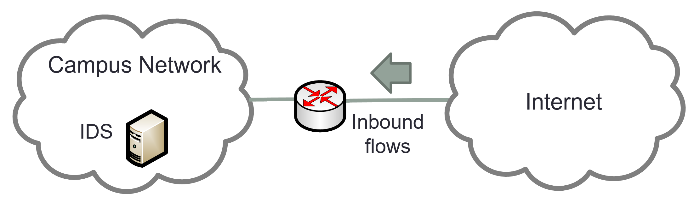 Campus Network
IDS
Inbound
flows
Internet